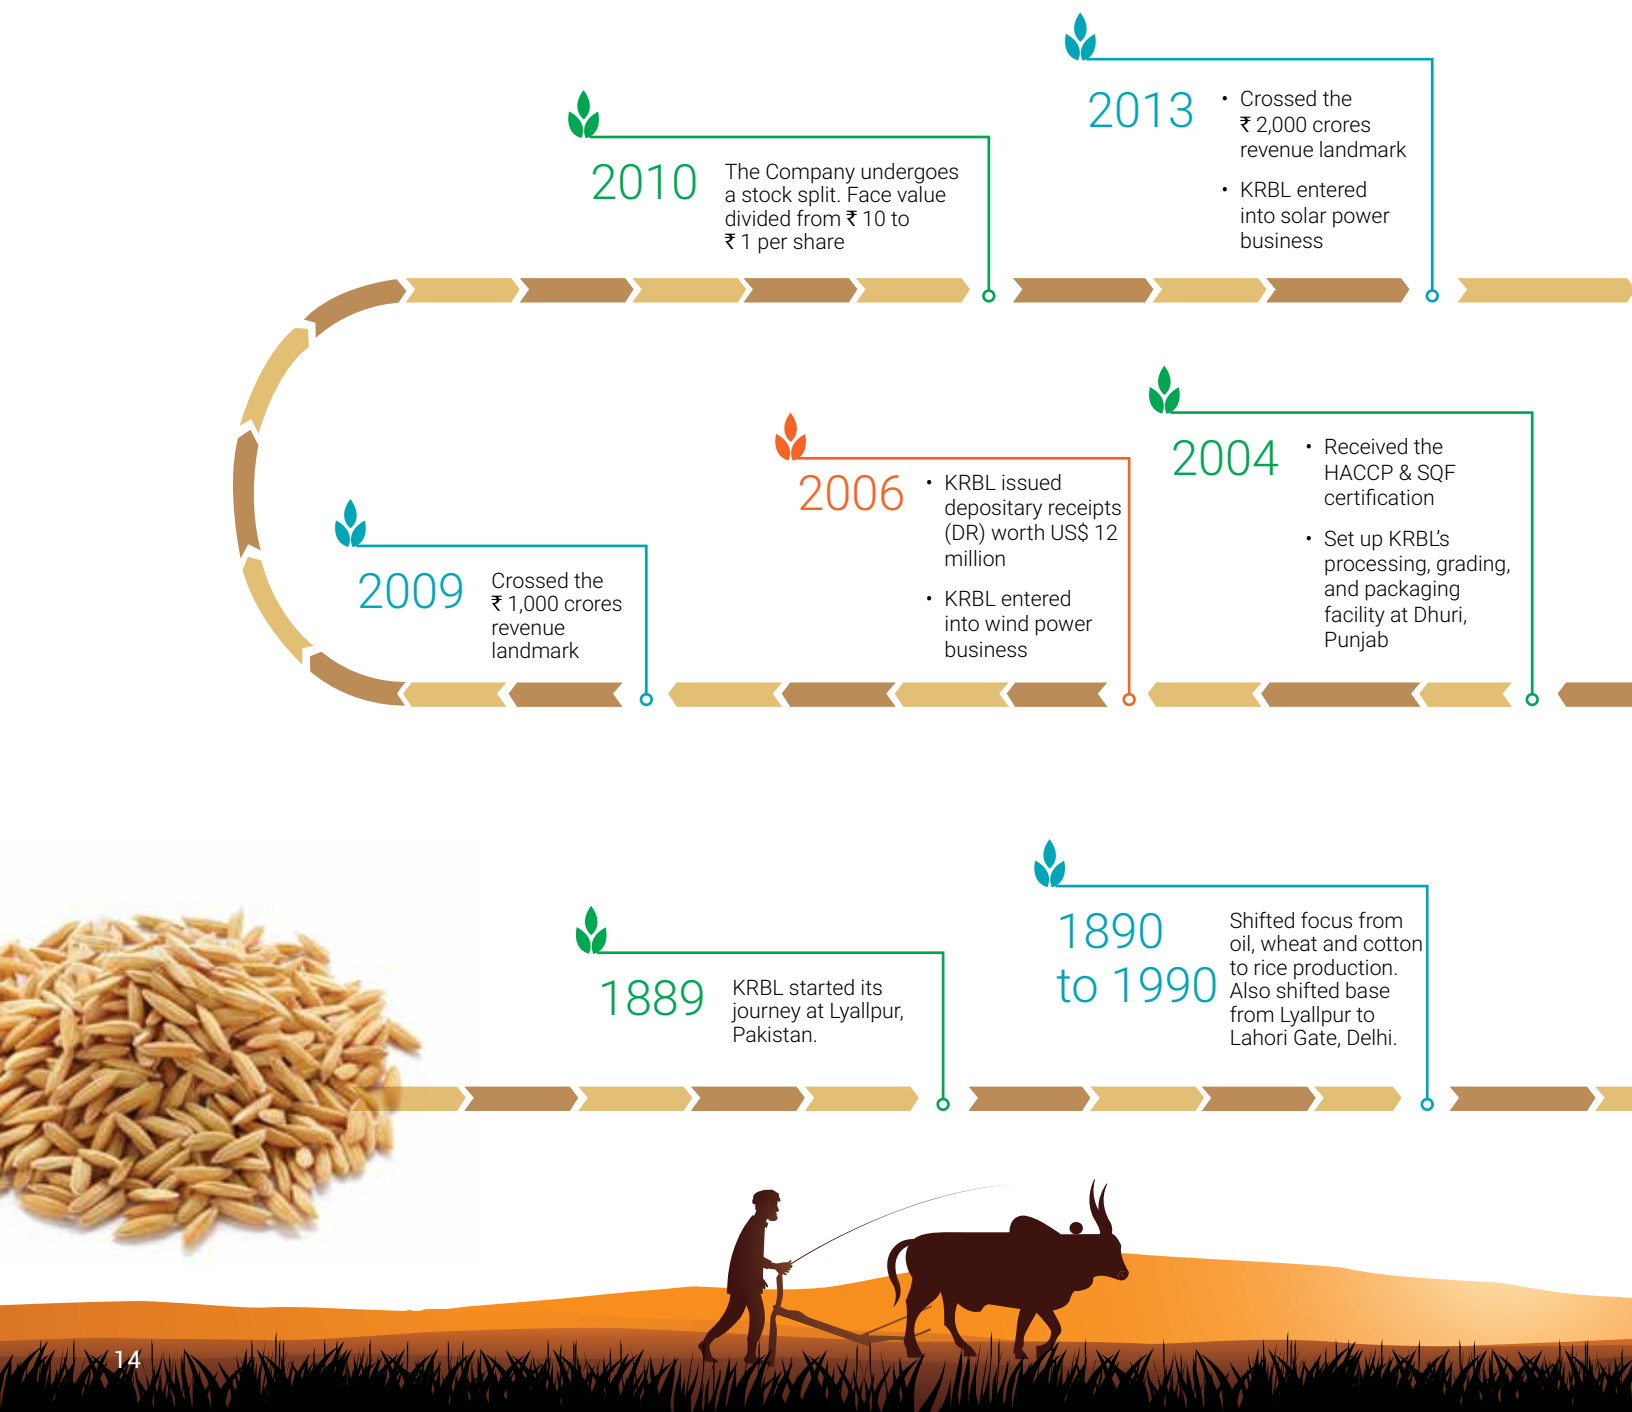 2013
• Crossed the
₹ 2,000 crores
revenue landmark
• KRBL entered
into solar power
business
2010
The Company undergoes
a stock split. Face value
divided from ₹ 10 to
₹ 1 per share
2004
• Received the
HACCP & SQF
certification
• Set up KRBL's
processing, grading,
and packaging
facility at Dhuri,
Punjab
2006
• KRBL issued
depositary receipts
(DR) worth US$ 12
million
• KRBL entered
into wind power
business
2009
Crossed the
₹ 1,000 crores
revenue
landmark
1889
KRBL started its
journey at Lyallpur,
Pakistan.
1890
to 1990
Shifted focus from
oil, wheat and cotton
to rice production.
Also shifted base
from Lyallpur to
Lahori Gate, Delhi.
14